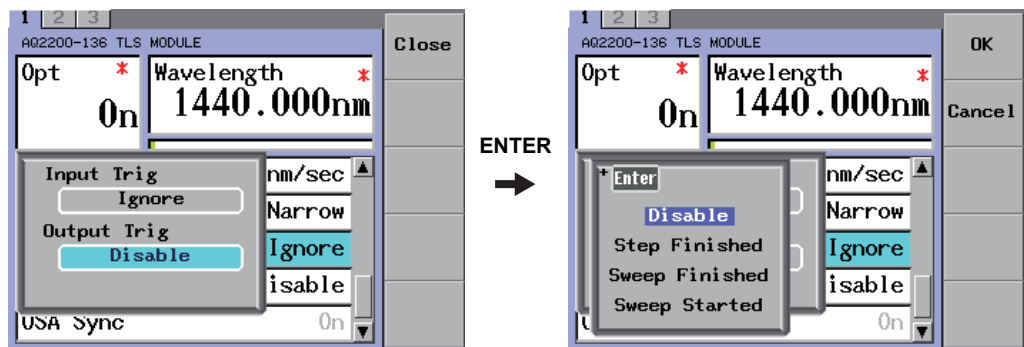 1 2 3
AQ2200-136 TLS MODULE
Close
Opt *
On
Wavelength *
1440.000nm
Input Trig
Ignore
Output Trig
Disable
nm/sec
Narrow
Ignore
isable
USA Sync
On
ENTER
1 2 3
AQ2200-136 TLS MODULE
OK
Cancel
Opt *
On
Wavelength *
1440.000nm
+ Enter
Disable
Step Finished
Sweep Finished
Sweep Started
nm/sec
Narrow
Ignore
isable
On